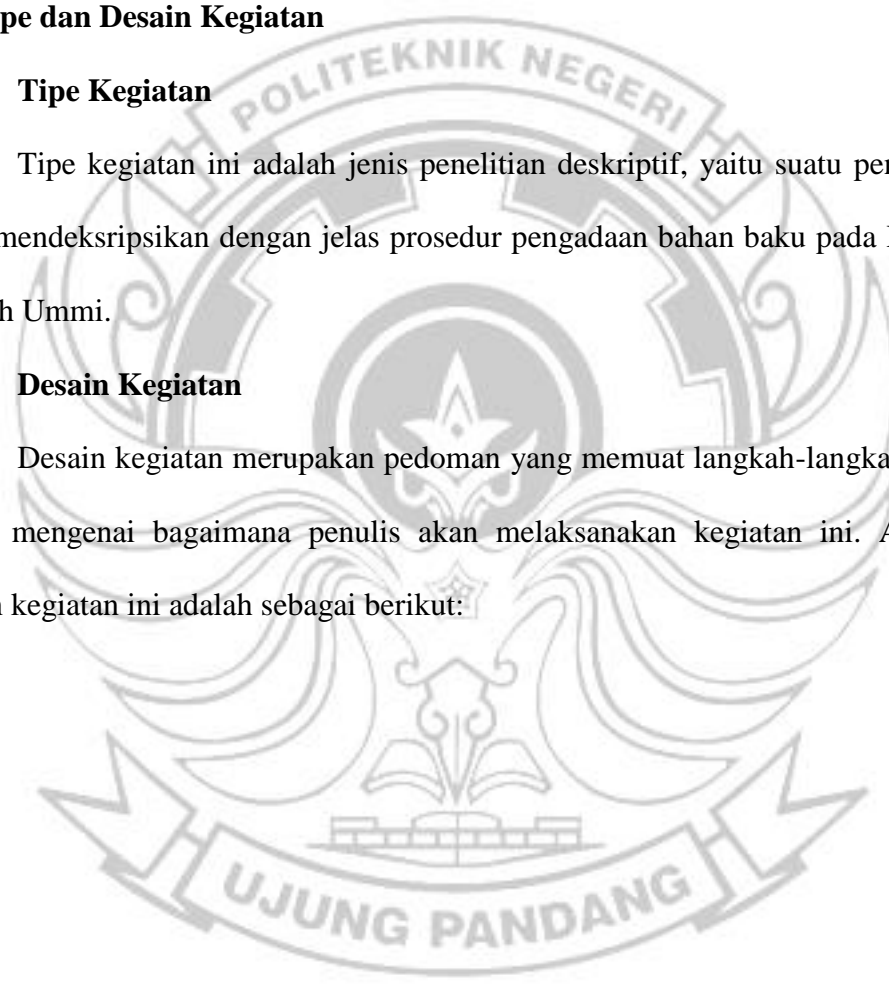 pe dan Desain Kegiatan
POLITEKNIK NEGERI
Tipe Kegiatan
Tipe kegiatan ini adalah jenis penelitian deskriptif, yaitu suatu
mendeksripsikan dengan jelas prosedur pengadaan bahan baku pada
h Ummi.
Desain Kegiatan
Desain kegiatan merupakan pedoman yang memuat langkah-langka
mengenai bagaimana penulis akan melaksanakan kegiatan ini.
kegiatan ini adalah sebagai berikut:
UJUNG PANDANG